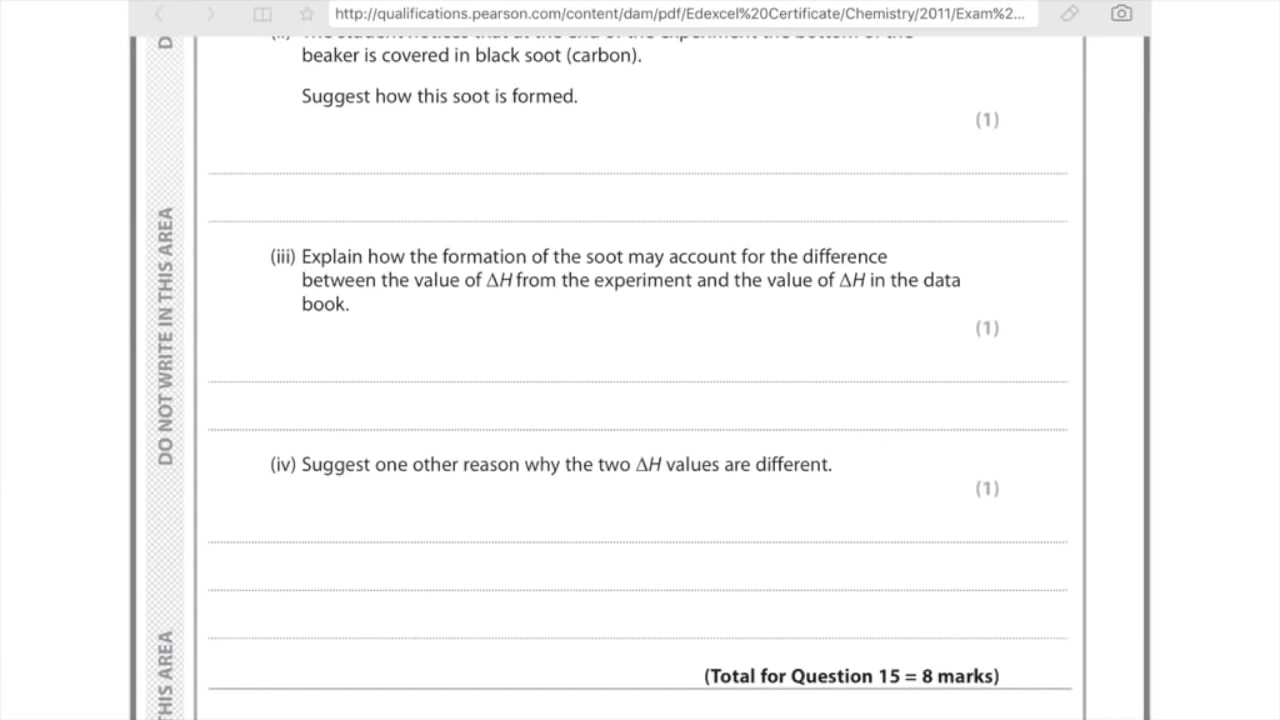 http://qualifications.pearson.com/content/dam/pdf/Edexcel%20Certificate/Chemistry/2011/Exam%2...
D
beaker is covered in black soot (carbon).
Suggest how this soot is formed.
(1)
DO NOT WRITE IN THIS AREA
(iii) Explain how the formation of the soot may account for the difference
between the value of ΔH from the experiment and the value of ΔH in the data
book.
(1)
(iv) Suggest one other reason why the two ΔH values are different.
(1)
HIS AREA
(Total for Question 15 = 8 marks)